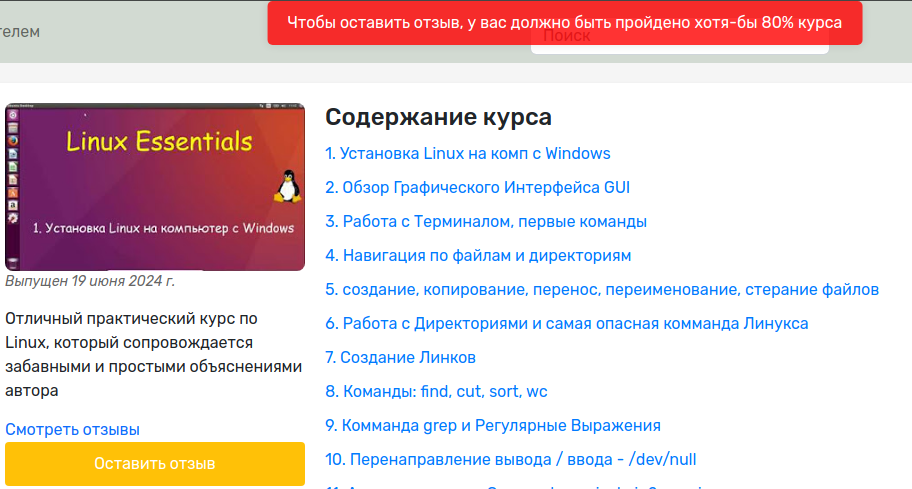 Чтобы оставить отзыв, у вас должно быть пройдено хотя-бы 80% курса
телем
Поиск
Linux Essentials
1. Установка Linux на компьютер с Windows
Выпущен 19 июня 2024 г.
Отличный практический курс по
Linux, который сопровождается
забавными и простыми объяснениями
автора
Смотреть отзывы
Оставить отзыв
Содержание курса
1. Установка Linux на комп с Windows
2. Обзор Графического Интерфейса GUI
3. Работа с Терминалом, первые команды
4. Навигация по файлам и директориям
5. создание, копирование, перенос, переименование, стерание файлов
6. Работа с Директориями и самая опасная комманда Линукса
7. Создание Линков
8. Команды: find, cut, sort, wc
9. Комманда grep и Регулярные Выражения
10. Перенаправление вывода / ввода - /dev/null